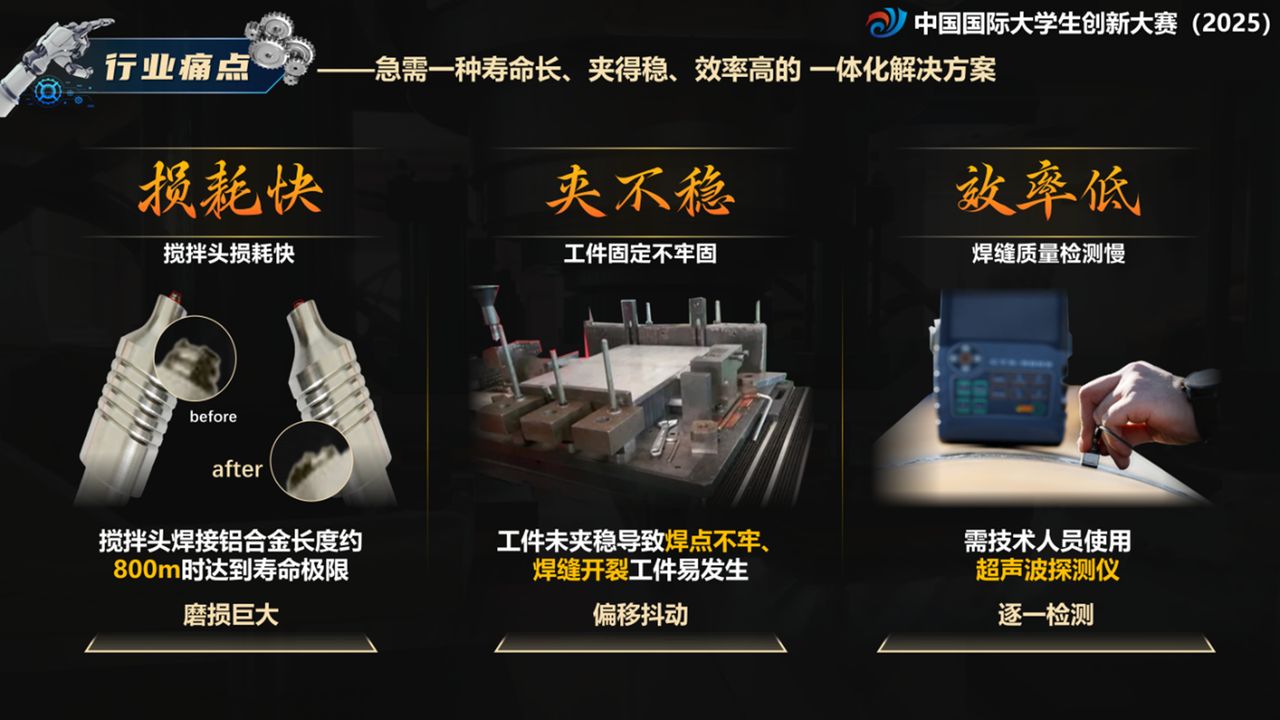 中国国际大学生创新大赛（2025）
行业痛点
——急需一种寿命长、夹得稳、效率高的 一体化解决方案
损耗快
搅拌头损耗快
before
after
搅拌头焊接铝合金长度约
800m时达到寿命极限
磨损巨大
夹不稳
工件固定不牢固
工件未夹稳导致焊点不牢、
焊缝开裂工件易发生
偏移抖动
效率低
焊缝质量检测慢
需技术人员使用
超声波探测仪
逐一检测